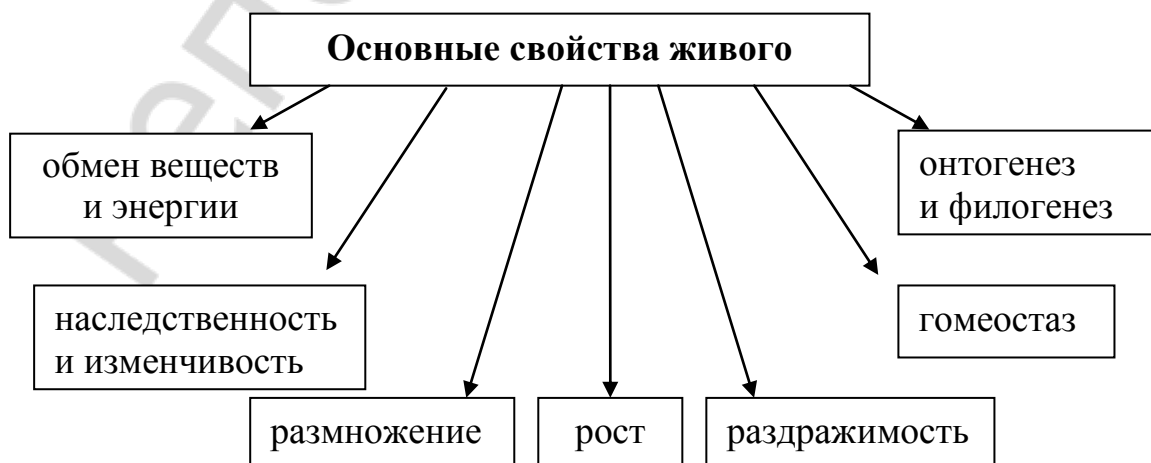 Основные свойства живого
обмен веществ
и энергии
онтогенез
и филогенез
наследственность
и изменчивость
гомеостаз
размножение
рост
раздражимость